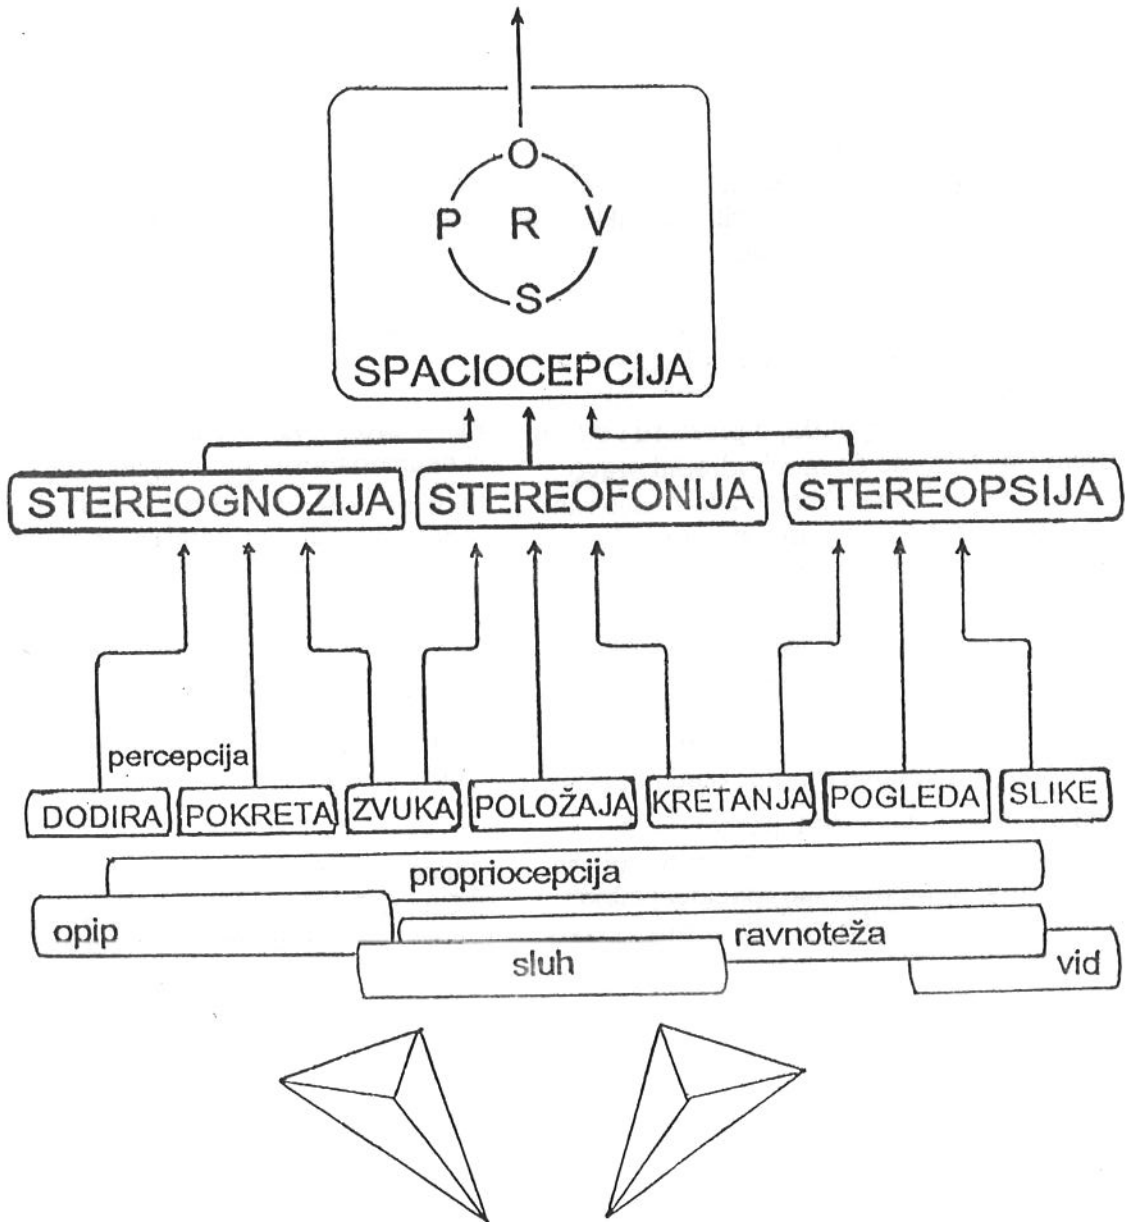 O
P R V
S
SPACIOCEPCIJA
STEREOGNOZIJA STEREOFONIJA STEREOPSIJA
percepcija
DODIRA POKRETA ZVUKA POLOŽAJA KRETANJA POGLEDA SLIKE
propriocepcija
opip ravnoteža
sluh vid